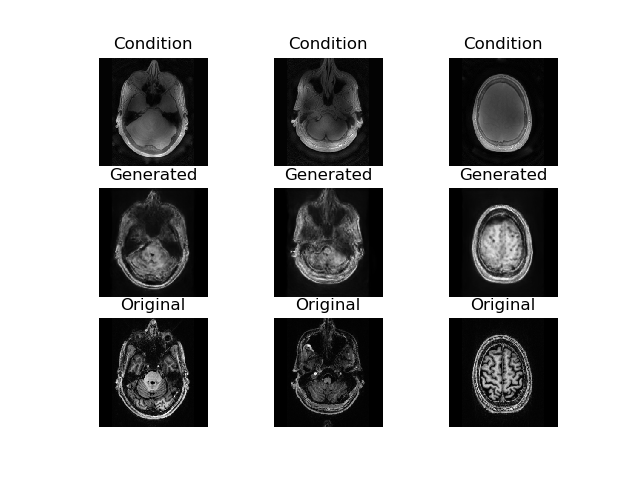 Condition Condition Condition
Generated Generated Generated
Original Original Original